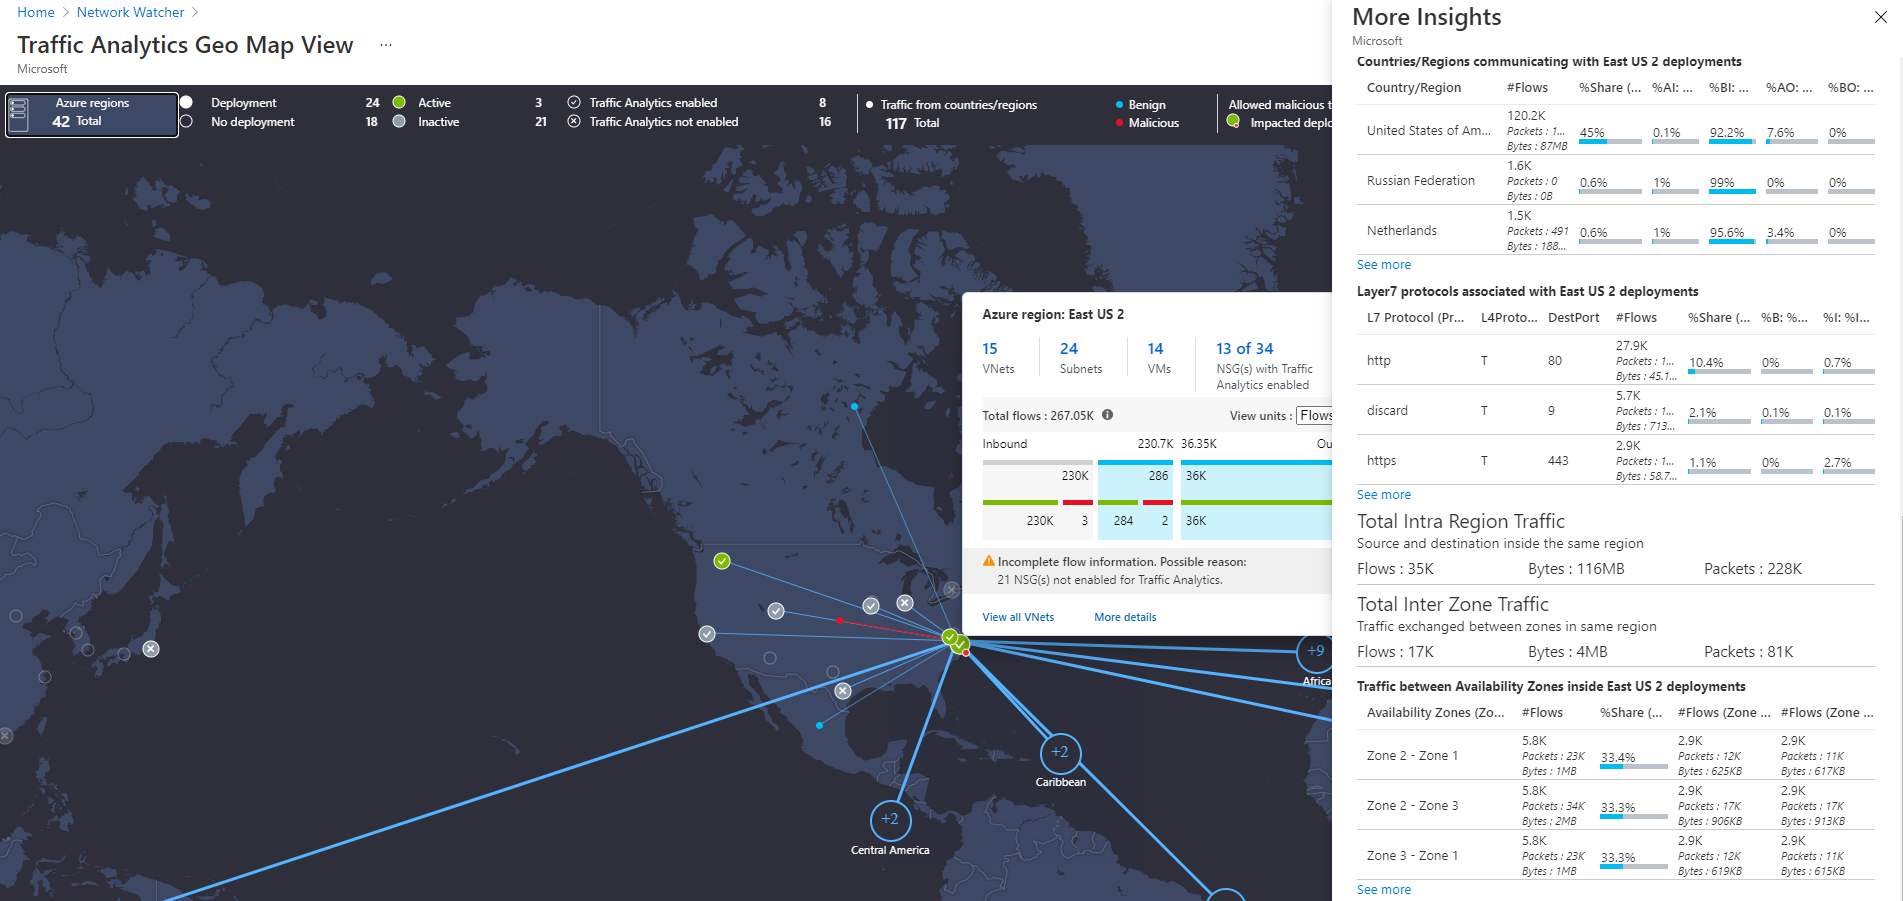 Home > Network Watcher >
Traffic Analytics Geo Map View ...
Microsoft
Azure regions
42 Total
Deployment 24
No deployment 18
Active 3
Inactive 21
Traffic Analytics enabled 8
Traffic Analytics not enabled 16
Traffic from countries/regions
117 Total
Benign
Malicious
Allowed malicious t
Impacted deplo
Azure region: East US 2
15 24 14 13 of 34
VNets Subnets VMs NSG(s) with Traffic
Analytics enabled
Total flows : 267.05K View units : Flows
Inbound 230.7K 36.35K Ou
230K 286 36K
230K 3 284 2 36K
Incomplete flow information. Possible reason:
21 NSG(s) not enabled for Traffic Analytics.
View all VNets More details
+9
Africa
+2
Caribbean
+2
Central America
More Insights
Microsoft
Countries/Regions communicating with East US 2 deployments
Country/Region #Flows %Share (... %AI: ... %BI: ... %AO: ... %BO: ...
120.2K
United States of Am... Packets : 1... 45% 0.1% 92.2% 7.6% 0%
Bytes : 87MB
1.6K
Russian Federation Packets : 0 0.6% 1% 99% 0% 0%
Bytes : 0B
1.5K
Netherlands Packets : 491 0.6% 1% 95.6% 3.4% 0%
Bytes : 188...
See more
Layer7 protocols associated with East US 2 deployments
L7 Protocol (Pr... L4Proto... DestPort #Flows %Share (... %B: %... %I: %I...
27.9K
http T 80 Packets : 1... 10.4% 0% 0.7%
Bytes : 45.1...
5.7K
discard T 9 Packets : 1... 2.1% 0.1% 0.1%
Bytes : 713...
2.9K
https T 443 Packets : 1... 1.1% 0% 2.7%
Bytes : 58.7...
See more
Total Intra Region Traffic
Source and destination inside the same region
Flows : 35K Bytes : 116MB Packets : 228K
Total Inter Zone Traffic
Traffic exchanged between zones in same region
Flows : 17K Bytes : 4MB Packets : 81K
Traffic between Availability Zones inside East US 2 deployments
Availability Zones (Zo... #Flows %Share (... #Flows (Zone ... #Flows (Zone ...
5.8K 2.9K 2.9K
Zone 2 - Zone 1 Packets : 23K 33.4% Packets : 12K Packets : 11K
Bytes : 1MB Bytes : 625KB Bytes : 617KB
5.8K 2.9K 2.9K
Zone 2 - Zone 3 Packets : 34K 33.3% Packets : 17K Packets : 17K
Bytes : 2MB Bytes : 906KB Bytes : 913KB
5.8K 2.9K 2.9K
Zone 3 - Zone 1 Packets : 23K 33.3% Packets : 12K Packets : 11K
Bytes : 1MB Bytes : 619KB Bytes : 615KB
See more